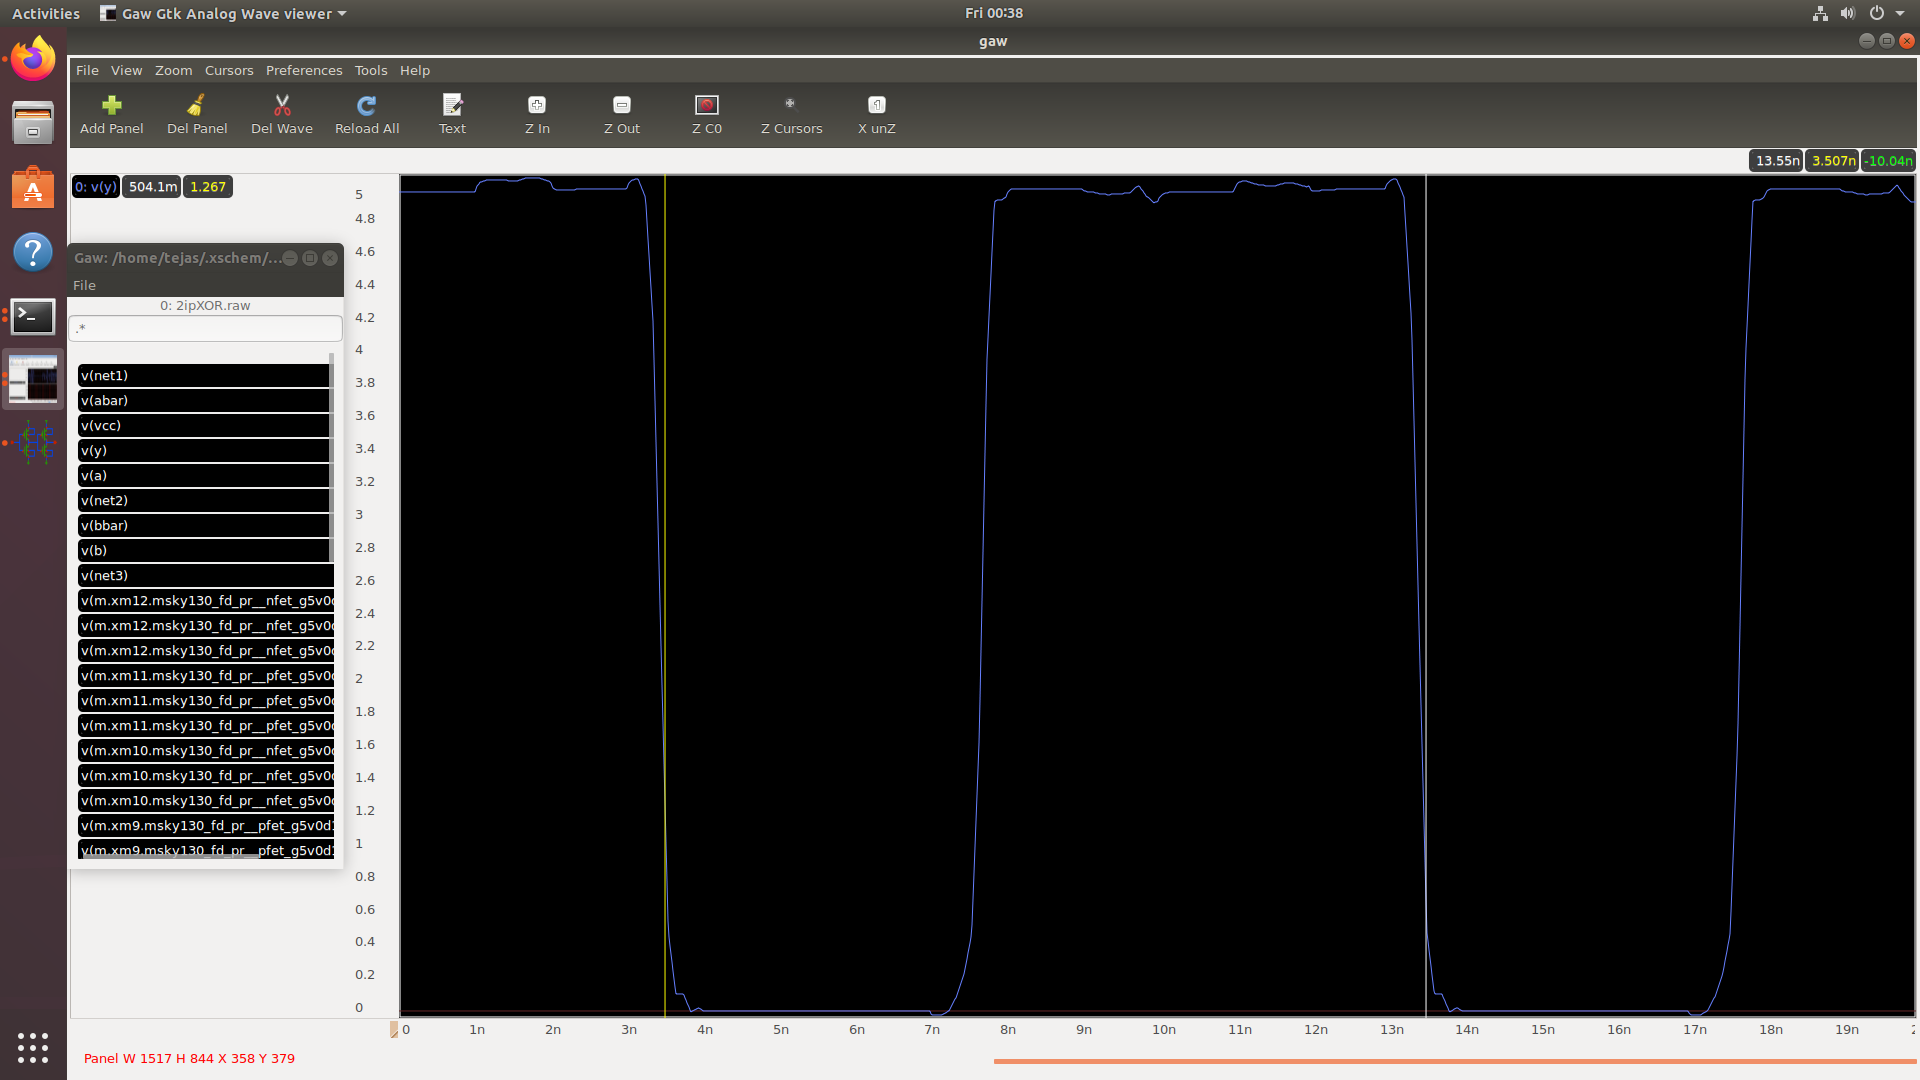 Activities Gaw Gtk Analog Wave viewer Fri 00:38
gaw
File View Zoom Cursors Preferences Tools Help
Add Panel Del Panel Del Wave Reload All Text Z In Z Out Z C0 Z Cursors X unZ
13.55n 3.507n -10.04n
0: v(y) 504.1m 1.267
Gaw: /home/tejas/.xschem/...
File
0: 2ipXOR.raw
.*
v(net1)
v(abar)
v(vcc)
v(y)
v(a)
v(net2)
v(bbar)
v(b)
v(net3)
v(m.xm12.msky130_fd_pr__nfet_g5v0d
v(m.xm12.msky130_fd_pr__nfet_g5v0d
v(m.xm12.msky130_fd_pr__nfet_g5v0d
v(m.xm11.msky130_fd_pr__pfet_g5v0d
v(m.xm11.msky130_fd_pr__pfet_g5v0d
v(m.xm11.msky130_fd_pr__pfet_g5v0d
v(m.xm10.msky130_fd_pr__nfet_g5v0d
v(m.xm10.msky130_fd_pr__nfet_g5v0d
v(m.xm10.msky130_fd_pr__nfet_g5v0d
v(m.xm9.msky130_fd_pr__pfet_g5v0d1
v(m.xm9.msky130_fd_pr__pfet_g5v0d1
5
4.8
4.6
4.4
4.2
4
3.8
3.6
3.4
3.2
3
2.8
2.6
2.4
2.2
2
1.8
1.6
1.4
1.2
1
0.8
0.6
0.4
0.2
0
0 1n 2n 3n 4n 5n 6n 7n 8n 9n 10n 11n 12n 13n 14n 15n 16n 17n 18n 19n
Panel W 1517 H 844 X 358 Y 379